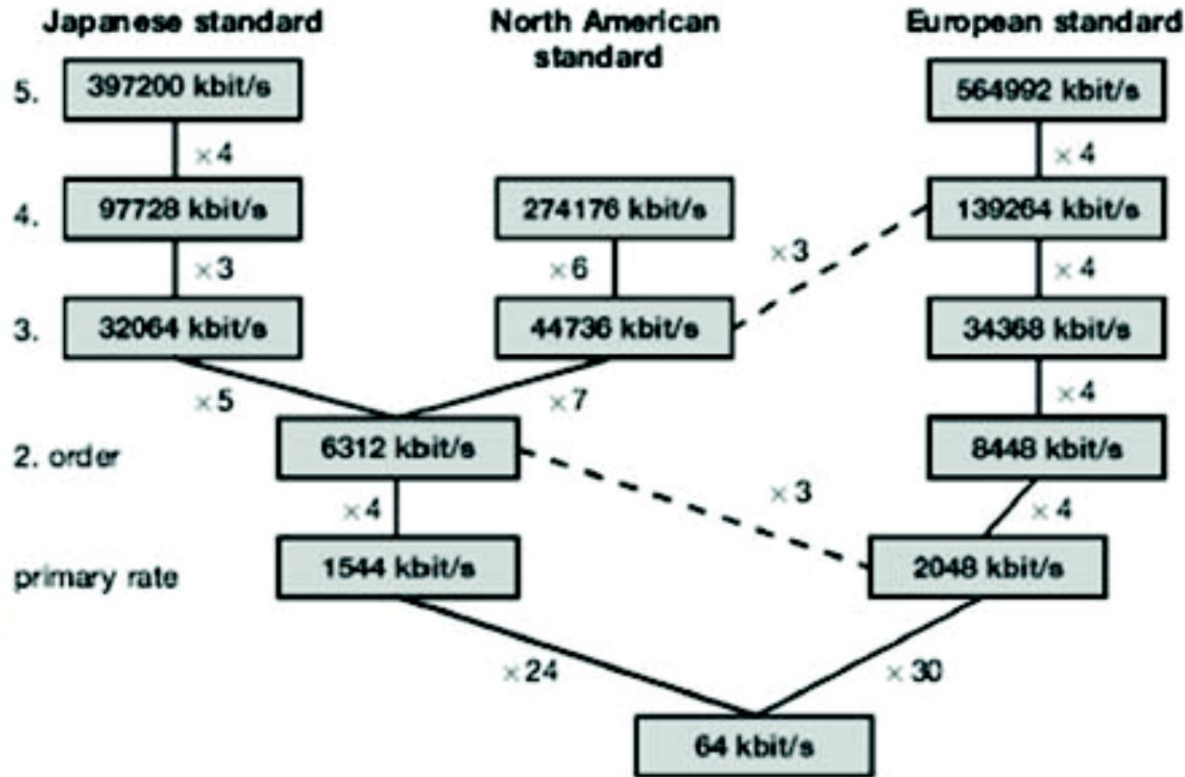 Japanese standard
North American
standard
European standard
5.
397200 kbit/s
564992 kbit/s
×4
×4
4.
97728 kbit/s
274176 kbit/s
139264 kbit/s
×3
×6
×3
×4
3.
32064 kbit/s
44736 kbit/s
34368 kbit/s
×5
×7
×4
2. order
6312 kbit/s
8448 kbit/s
×4
×3
×4
primary rate
1544 kbit/s
2048 kbit/s
×24
×30
64 kbit/s